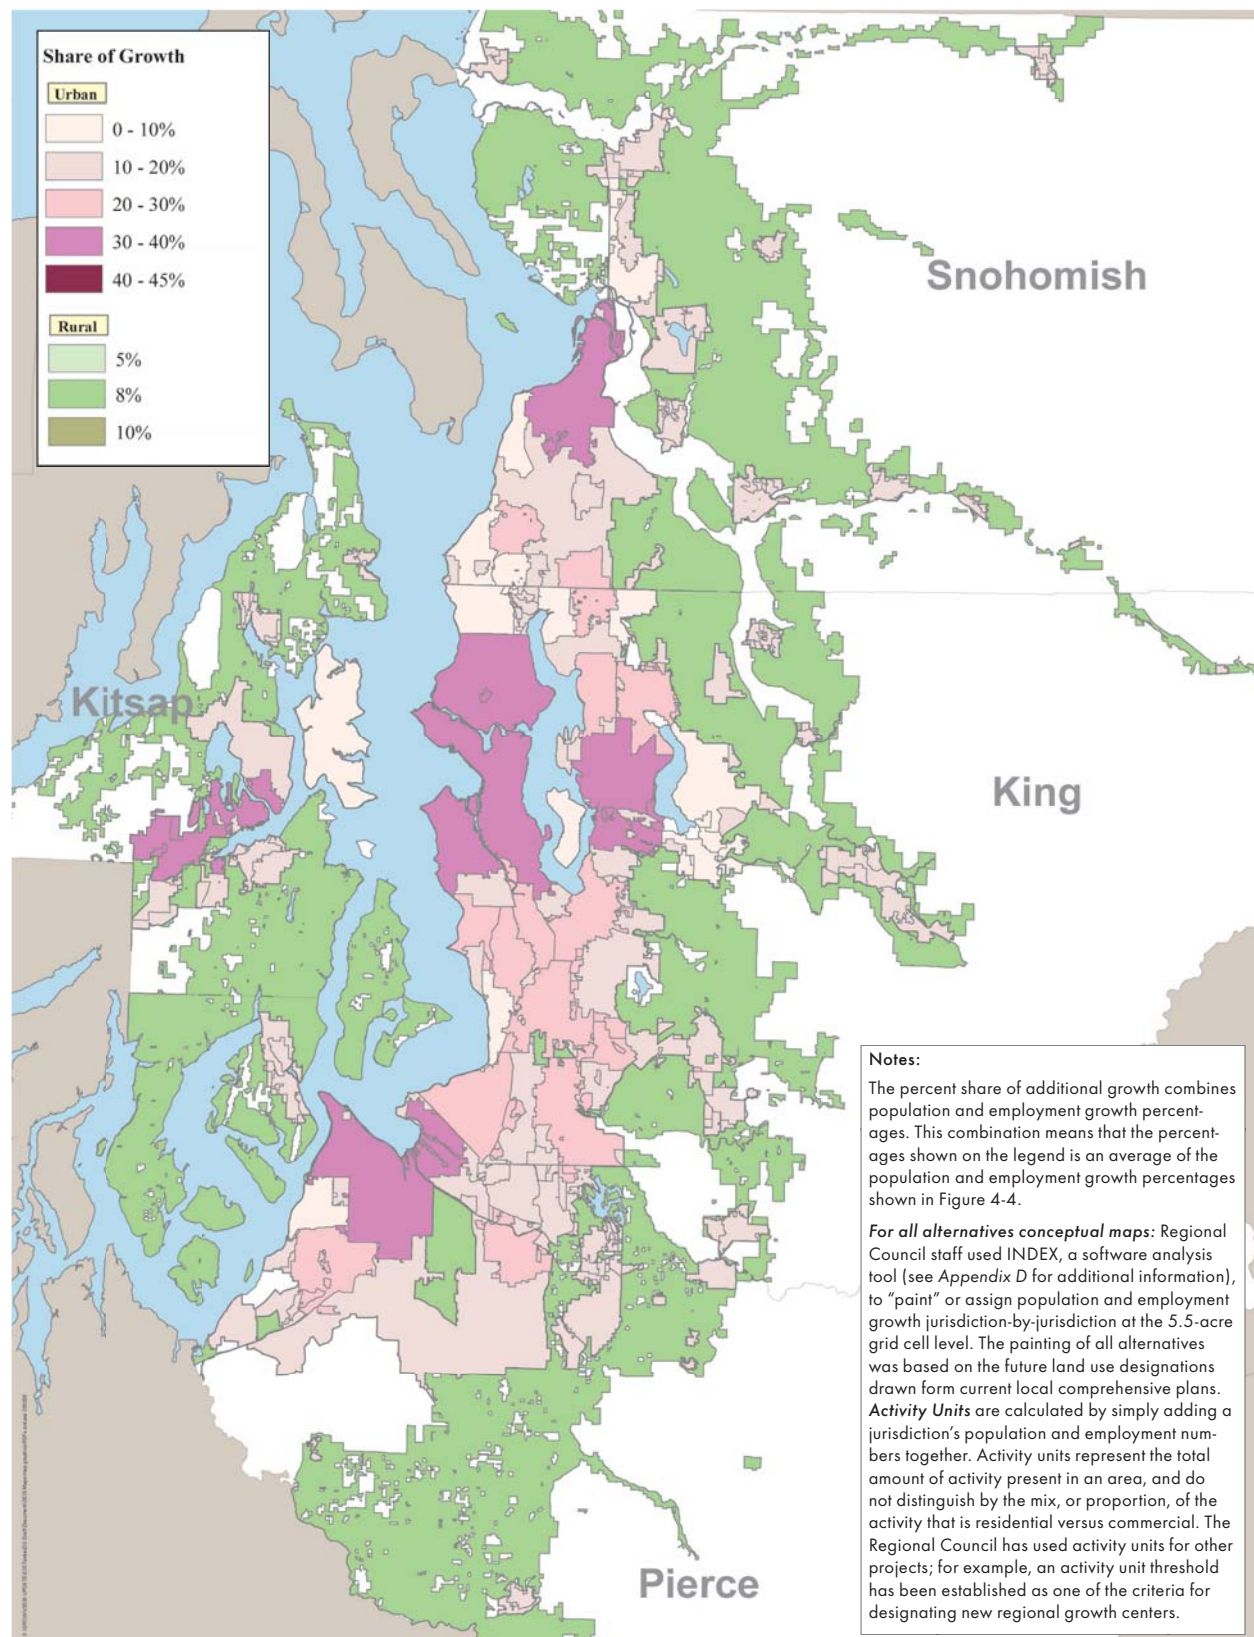 Share of Growth
Urban
0 - 10%
10 - 20%
20 - 30%
30 - 40%
40 - 45%
Rural
5%
8%
10%
Snohomish
Kitsap
King
Pierce
Notes:
The percent share of additional growth combines
population and employment growth percent-
ages. This combination means that the percent-
ages shown on the legend is an average of the
population and employment growth percentages
shown in Figure 4-4.
For all alternatives conceptual maps: Regional
Council staff used INDEX, a software analysis
tool (see Appendix D for additional information),
to “paint” or assign population and employment
growth jurisdiction-by-jurisdiction at the 5.5-acre
grid cell level. The painting of all alternatives
was based on the future land use designations
drawn form current local comprehensive plans.
Activity Units are calculated by simply adding a
jurisdiction’s population and employment num-
bers together. Activity units represent the total
amount of activity present in an area, and do
not distinguish by the mix, or proportion, of the
activity that is residential versus commercial. The
Regional Council has used activity units for other
projects; for example, an activity unit threshold
has been established as one of the criteria for
designating new regional growth centers.